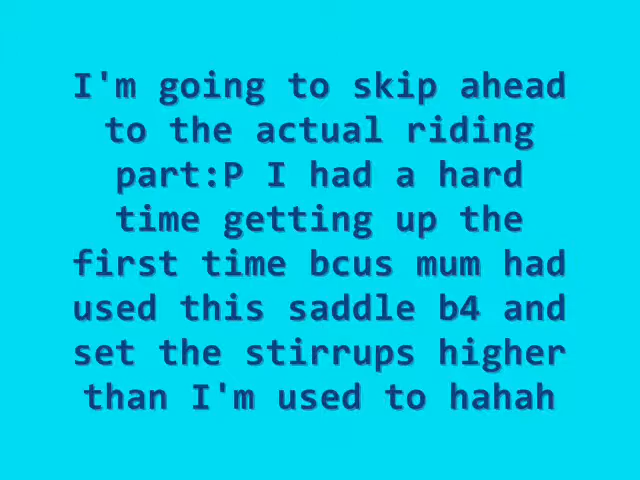 I'm going to skip ahead
to the actual riding
part:P I had a hard
time getting up the
first time bcus mum had
used this saddle b4 and
set the stirrups higher
than I'm used to hahah